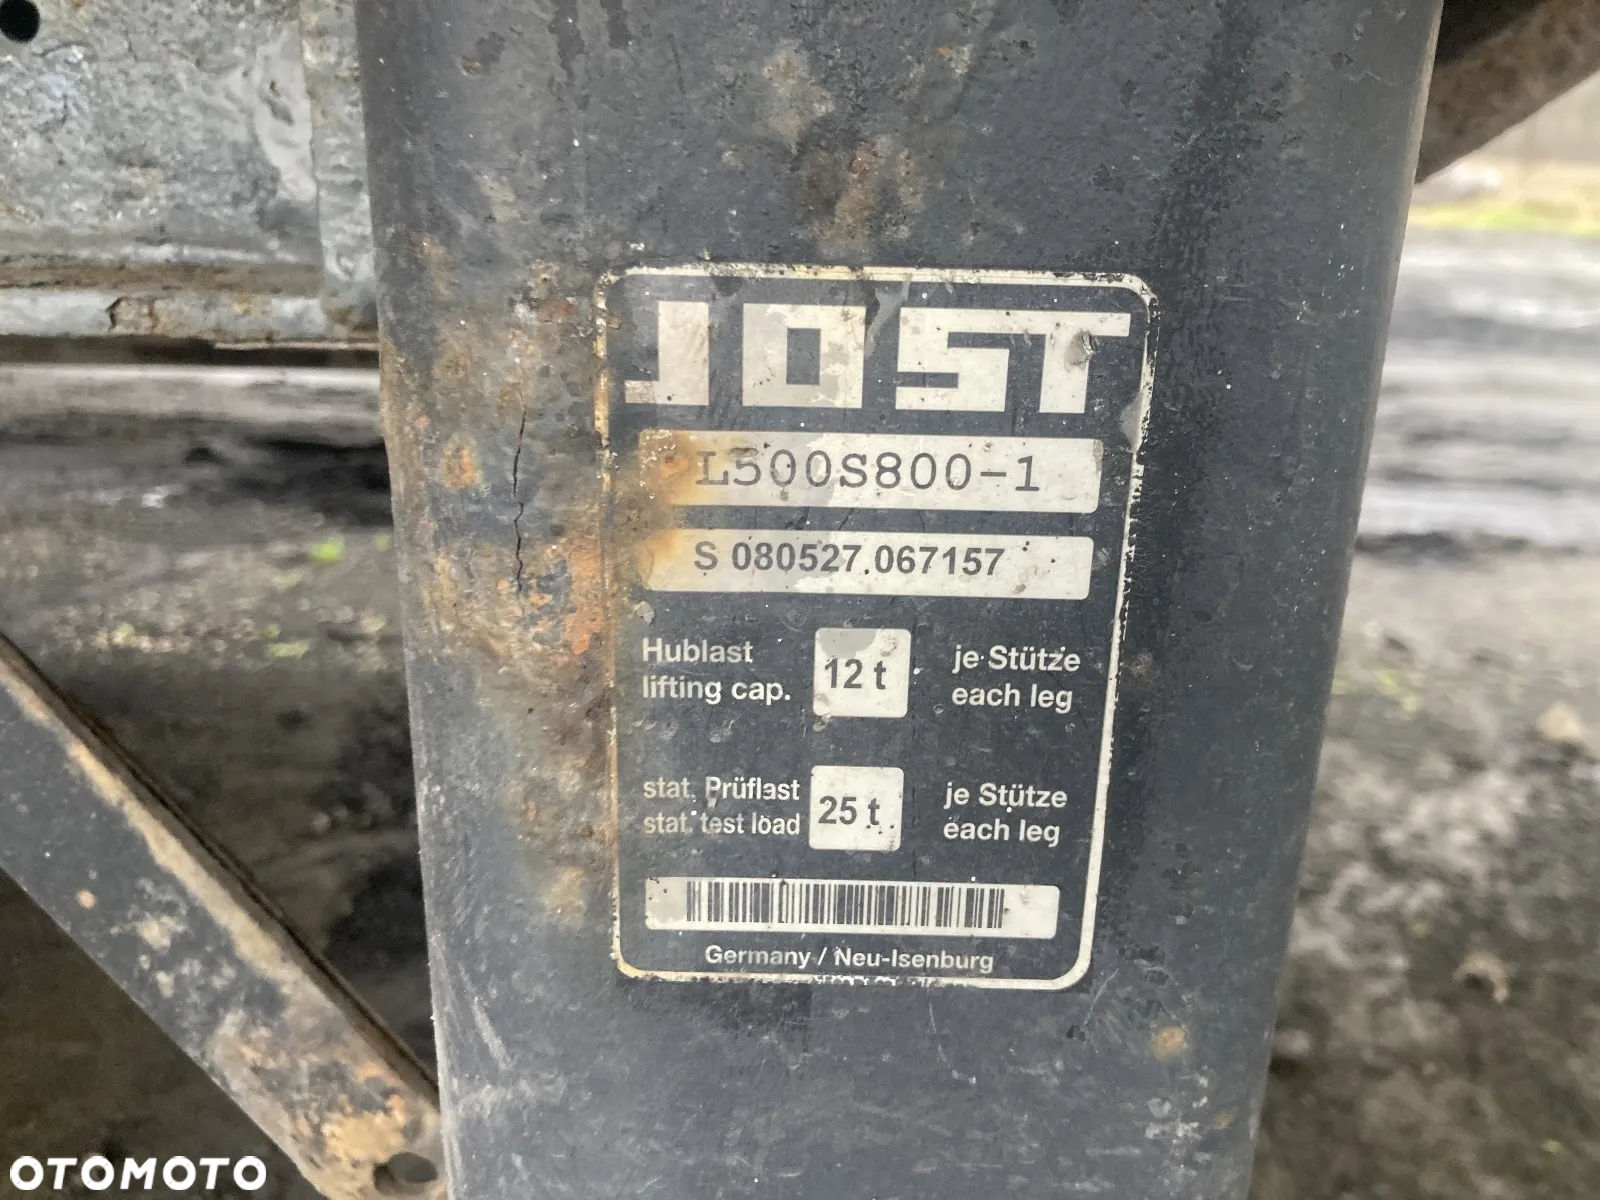 JOST
L500S800-1
S 080527.067157
Hublast
lifting cap.
12 t
je Stütze
each leg
stat. Prüflast
stat. test load
25 t
je Stütze
each leg
Germany / Neu-Isenburg
OTOMOTO